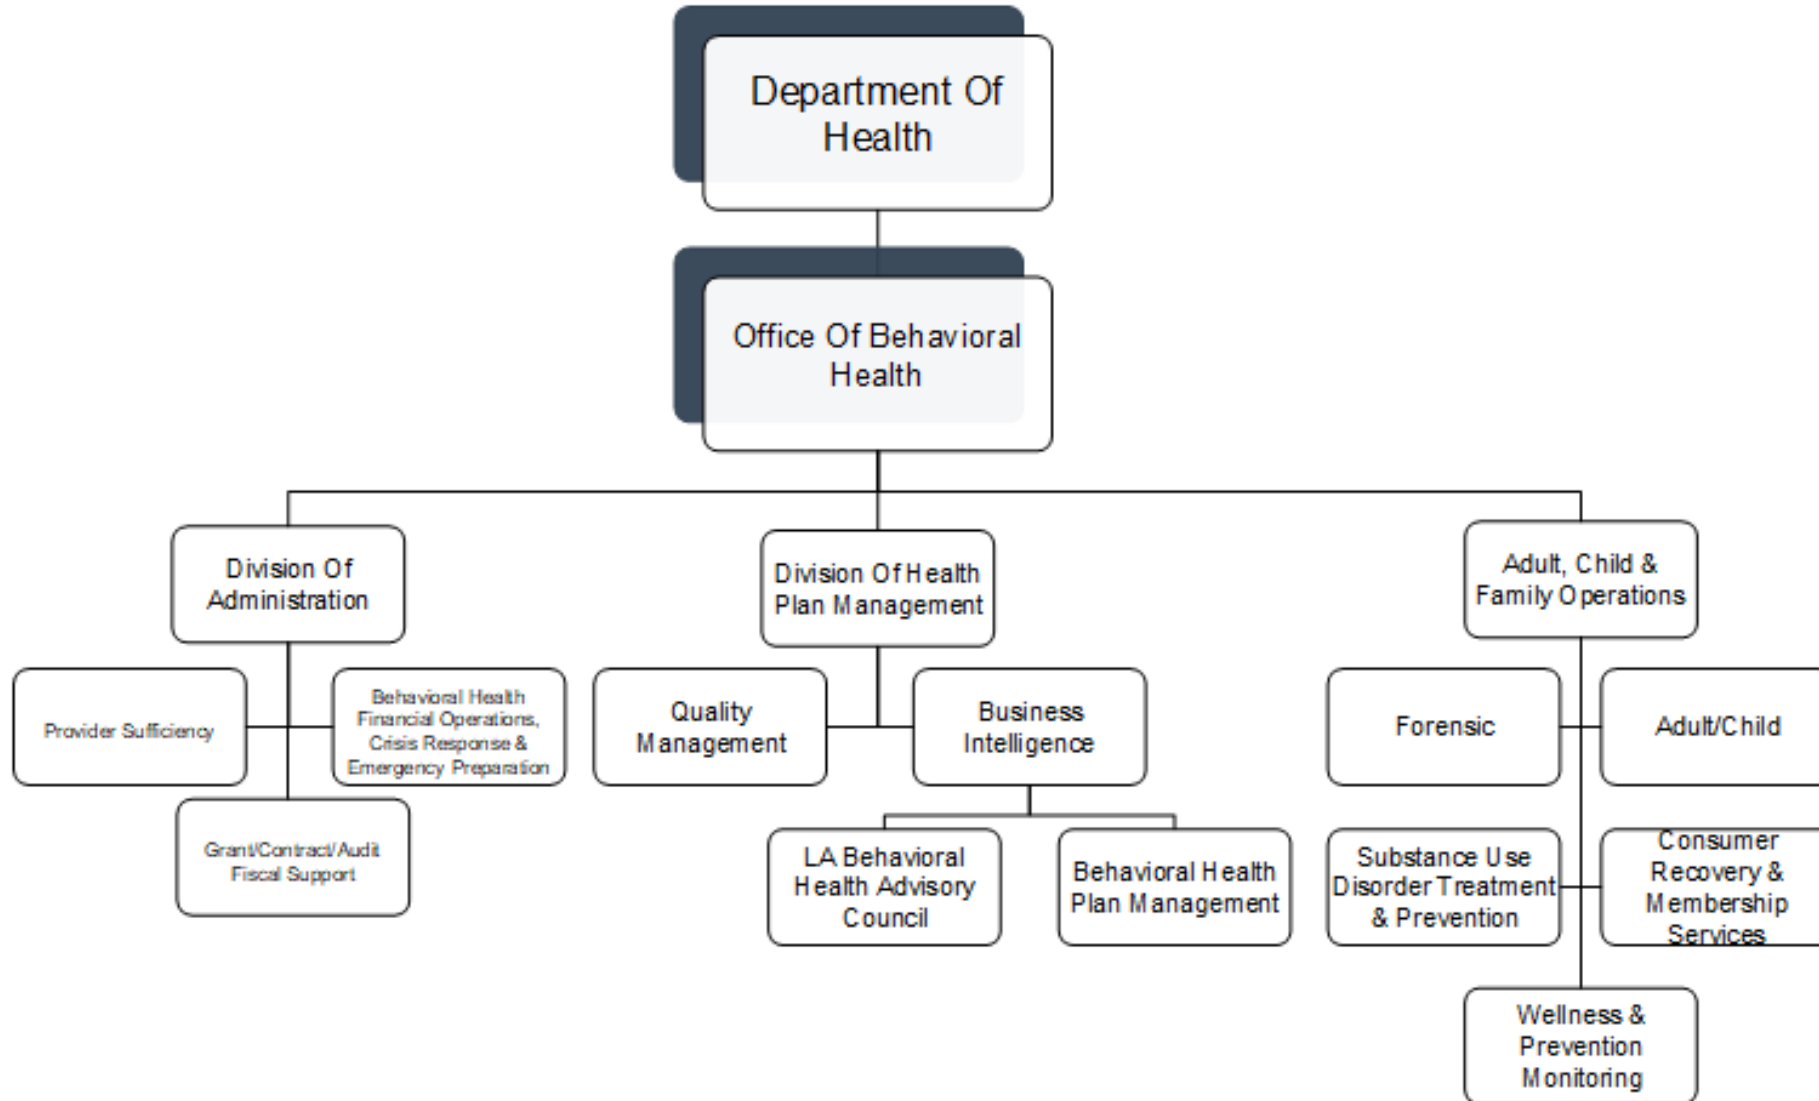 Department Of
Health
Office Of Behavioral
Health
Division Of
Administration
Division Of Health
Plan Management
Adult, Child &
Family Operations
Provider Sufficiency
Behavioral Health
Financial Operations,
Crisis Response &
Emergency Preparation
Quality
Management
Business
Intelligence
Forensic
Adult/Child
Grant/Contract/Audit
Fiscal Support
LA Behavioral
Health Advisory
Council
Behavioral Health
Plan Management
Substance Use
Disorder Treatment
& Prevention
Consumer
Recovery &
Membership
Services
Wellness &
Prevention
Monitoring